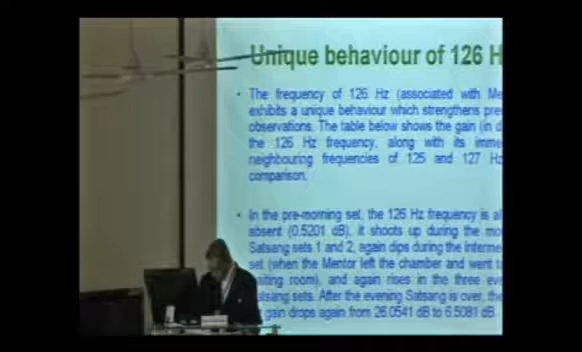 Unique behaviour of 126 H
• The frequency of 126 Hz (associated with Me
exhibits a unique behaviour which strengthens pre
observations. The table below shows the gain (in d
the 126 Hz frequency, along with its imme
neighbouring frequencies of 125 and 127 Hz
comparison.
• In the pre-morning set, the 126 Hz frequency is al
absent (0.5201 dB), it shoots up during the mo
Satsang sets 1 and 2, again dips during the Interme
set (when the Mentor left the chamber and went t
aiting room), and again rises in the three eve
atsang sets. After the evening Satsang is over, the
gain drops again from 26.0541 dB to 6.5081 dB.